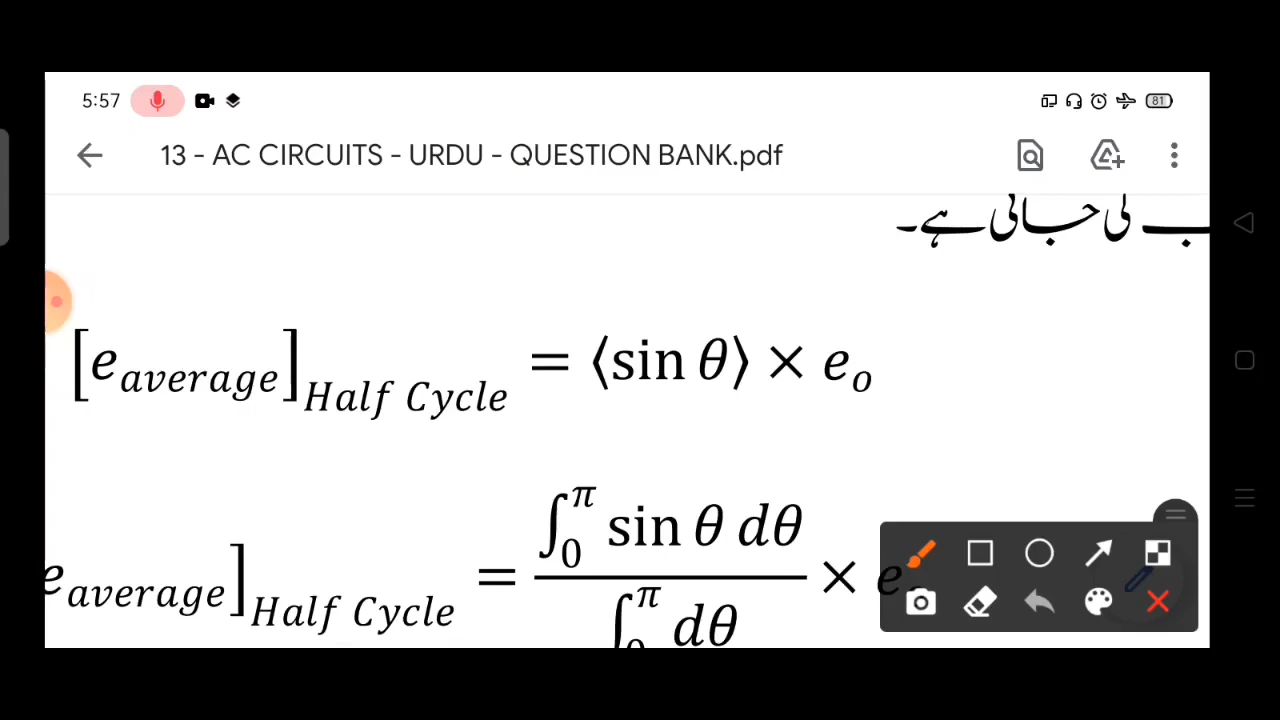 5:57 81
13 - AC CIRCUITS - URDU - QUESTION BANK.pdf
لی جاتی ہے۔
[e_average]_Half Cycle = ⟨sin θ⟩ × e_o
e_average]_Half Cycle = ∫_0^π sin θ dθ / ∫_0^π dθ × e